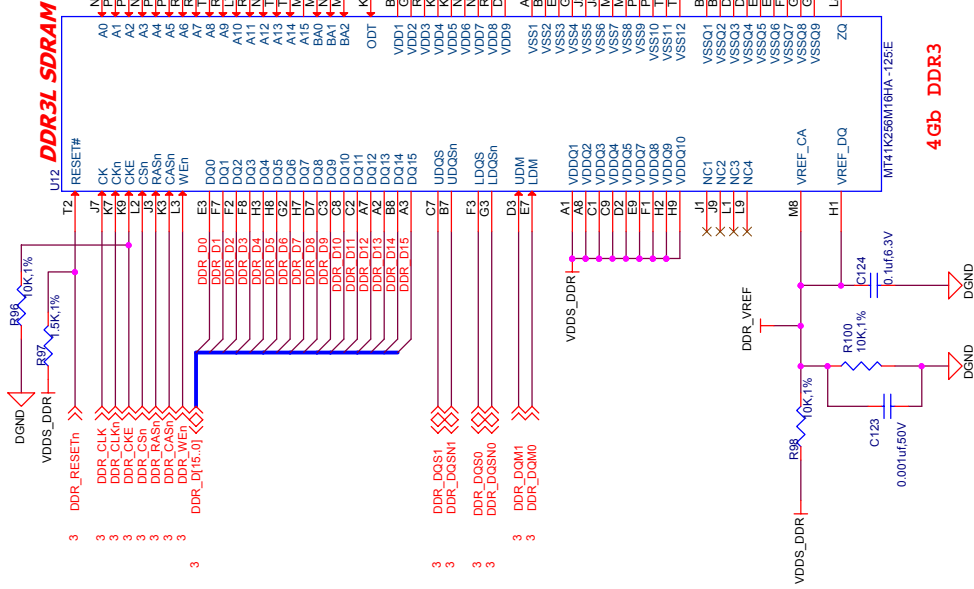 DDR3L SDRAM
U12
MT41K256M16HA -125:E
4Gb DDR3
RESET#
CK
CKn
CKE
CSn
RASn
CASn
WEn
DQ0
DQ1
DQ2
DQ3
DQ4
DQ5
DQ6
DQ7
DQ8
DQ9
DQ10
DQ11
DQ12
DQ13
DQ14
DQ15
UDQS
UDQSn
LDQS
LDQSn
UDM
LDM
VDDQ1
VDDQ2
VDDQ3
VDDQ4
VDDQ5
VDDQ6
VDDQ7
VDDQ8
VDDQ9
VDDQ10
NC1
NC2
NC3
NC4
VREF_CA
VREF_DQ
A0
A1
A2
A3
A4
A5
A6
A7
A8
A9
A10
A11
A12
A13
A14
A15
BA0
BA1
BA2
ODT
VDD1
VDD2
VDD3
VDD4
VDD5
VDD6
VDD7
VDD8
VDD9
VSS1
VSS2
VSS3
VSS4
VSS5
VSS6
VSS7
VSS8
VSS9
VSS10
VSS11
VSS12
VSSQ1
VSSQ2
VSSQ3
VSSQ4
VSSQ5
VSSQ6
VSSQ7
VSSQ8
VSSQ9
ZQ
T2
J7
K7
K9
L2
J3
K3
L3
E3
F7
F2
F8
H3
H8
G2
H7
D7
C3
C8
C2
A7
A2
B8
A3
C7
B7
F3
G3
D3
E7
A1
A8
C1
C9
D2
E9
F1
H2
H9
J1
J9
L1
L9
M8
H1
DDR_D0
DDR_D1
DDR_D2
DDR_D3
DDR_D4
DDR_D5
DDR_D6
DDR_D7
DDR_D8
DDR_D9
DDR_D10
DDR_D11
DDR_D12
DDR_D13
DDR_D14
DDR_D15
R96
10K,1%
R97
1.5K,1%
DGND
VDDS_DDR
3 DDR_RESETn
3 DDR_CLK
3 DDR_CLKn
3 DDR_CKE
3 DDR_CSn
3 DDR_RASn
3 DDR_CASn
3 DDR_WEn
3 DDR_D[15..0]
3 DDR_DQS1
3 DDR_DQSN1
3 DDR_DQS0
3 DDR_DQSN0
3 DDR_DQM1
3 DDR_DQM0
VDDS_DDR
DDR_VREF
C124
0.1uf,6.3V
DGND
R100
10K,1%
DGND
C123
0.001uf,50V
R98
10K,1%
VDDS_DDR